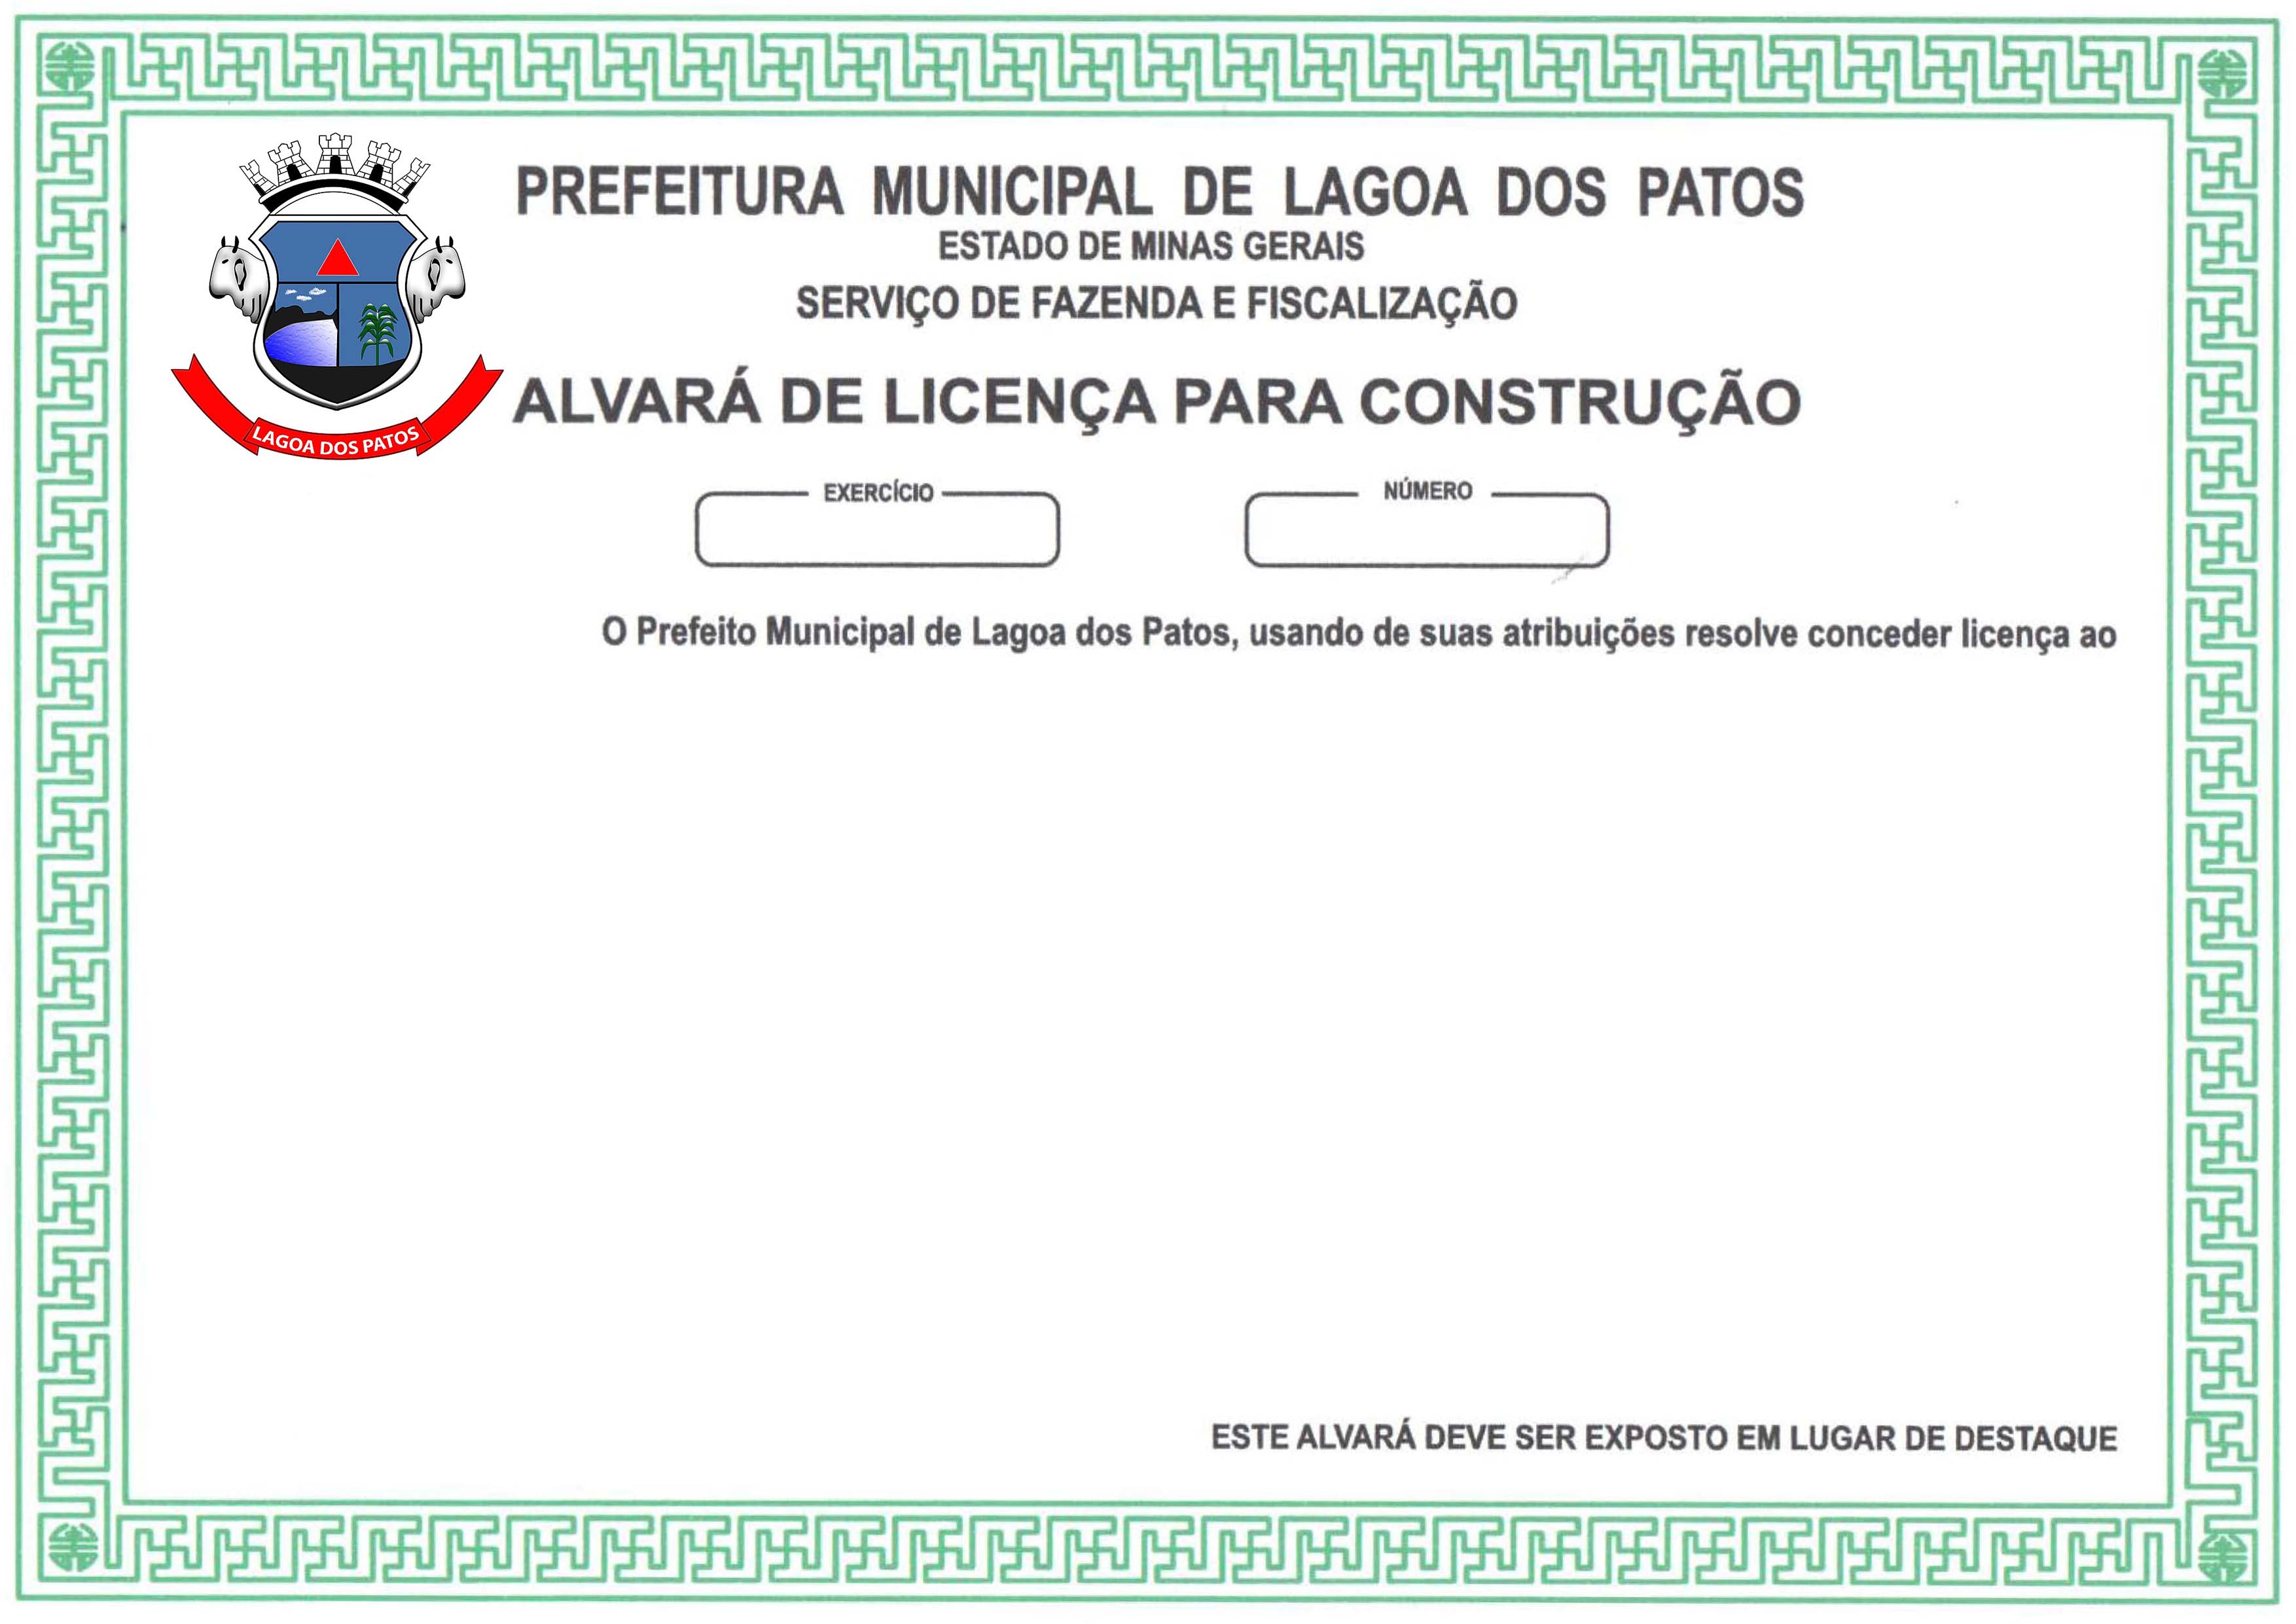 PREFEITURA MUNICIPAL DE LAGOA DOS PATOS
ESTADO DE MINAS GERAIS
SERVIÇO DE FAZENDA E FISCALIZAÇÃO
ALVARÁ DE LICENÇA PARA CONSTRUÇÃO
LAGOA DOS PATOS
EXERCÍCIO NÚMERO
O Prefeito Municipal de Lagoa dos Patos, usando de suas atribuições resolve conceder licença ao
ESTE ALVARÁ DEVE SER EXPOSTO EM LUGAR DE DESTAQUE